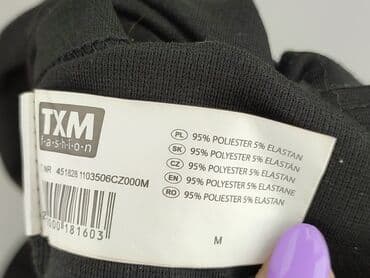 TXM
fashion
NR 451828 1103506CZ000M
181603
PL 95% POLIESTER 5% ELASTAN
SK 95% POLYESTER 5% ELASTAN
CZ 95% POLYESTER 5% ELASTAN
EN 95% POLYESTER 5% ELASTANE
RO 95% POLIESTER 5% ELASTAN
M